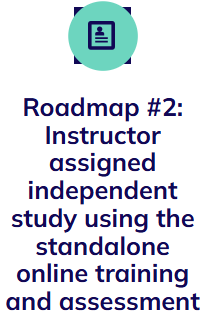 Roadmap #2:
Instructor
assigned
independent
study using the
standalone
online training
and assessment